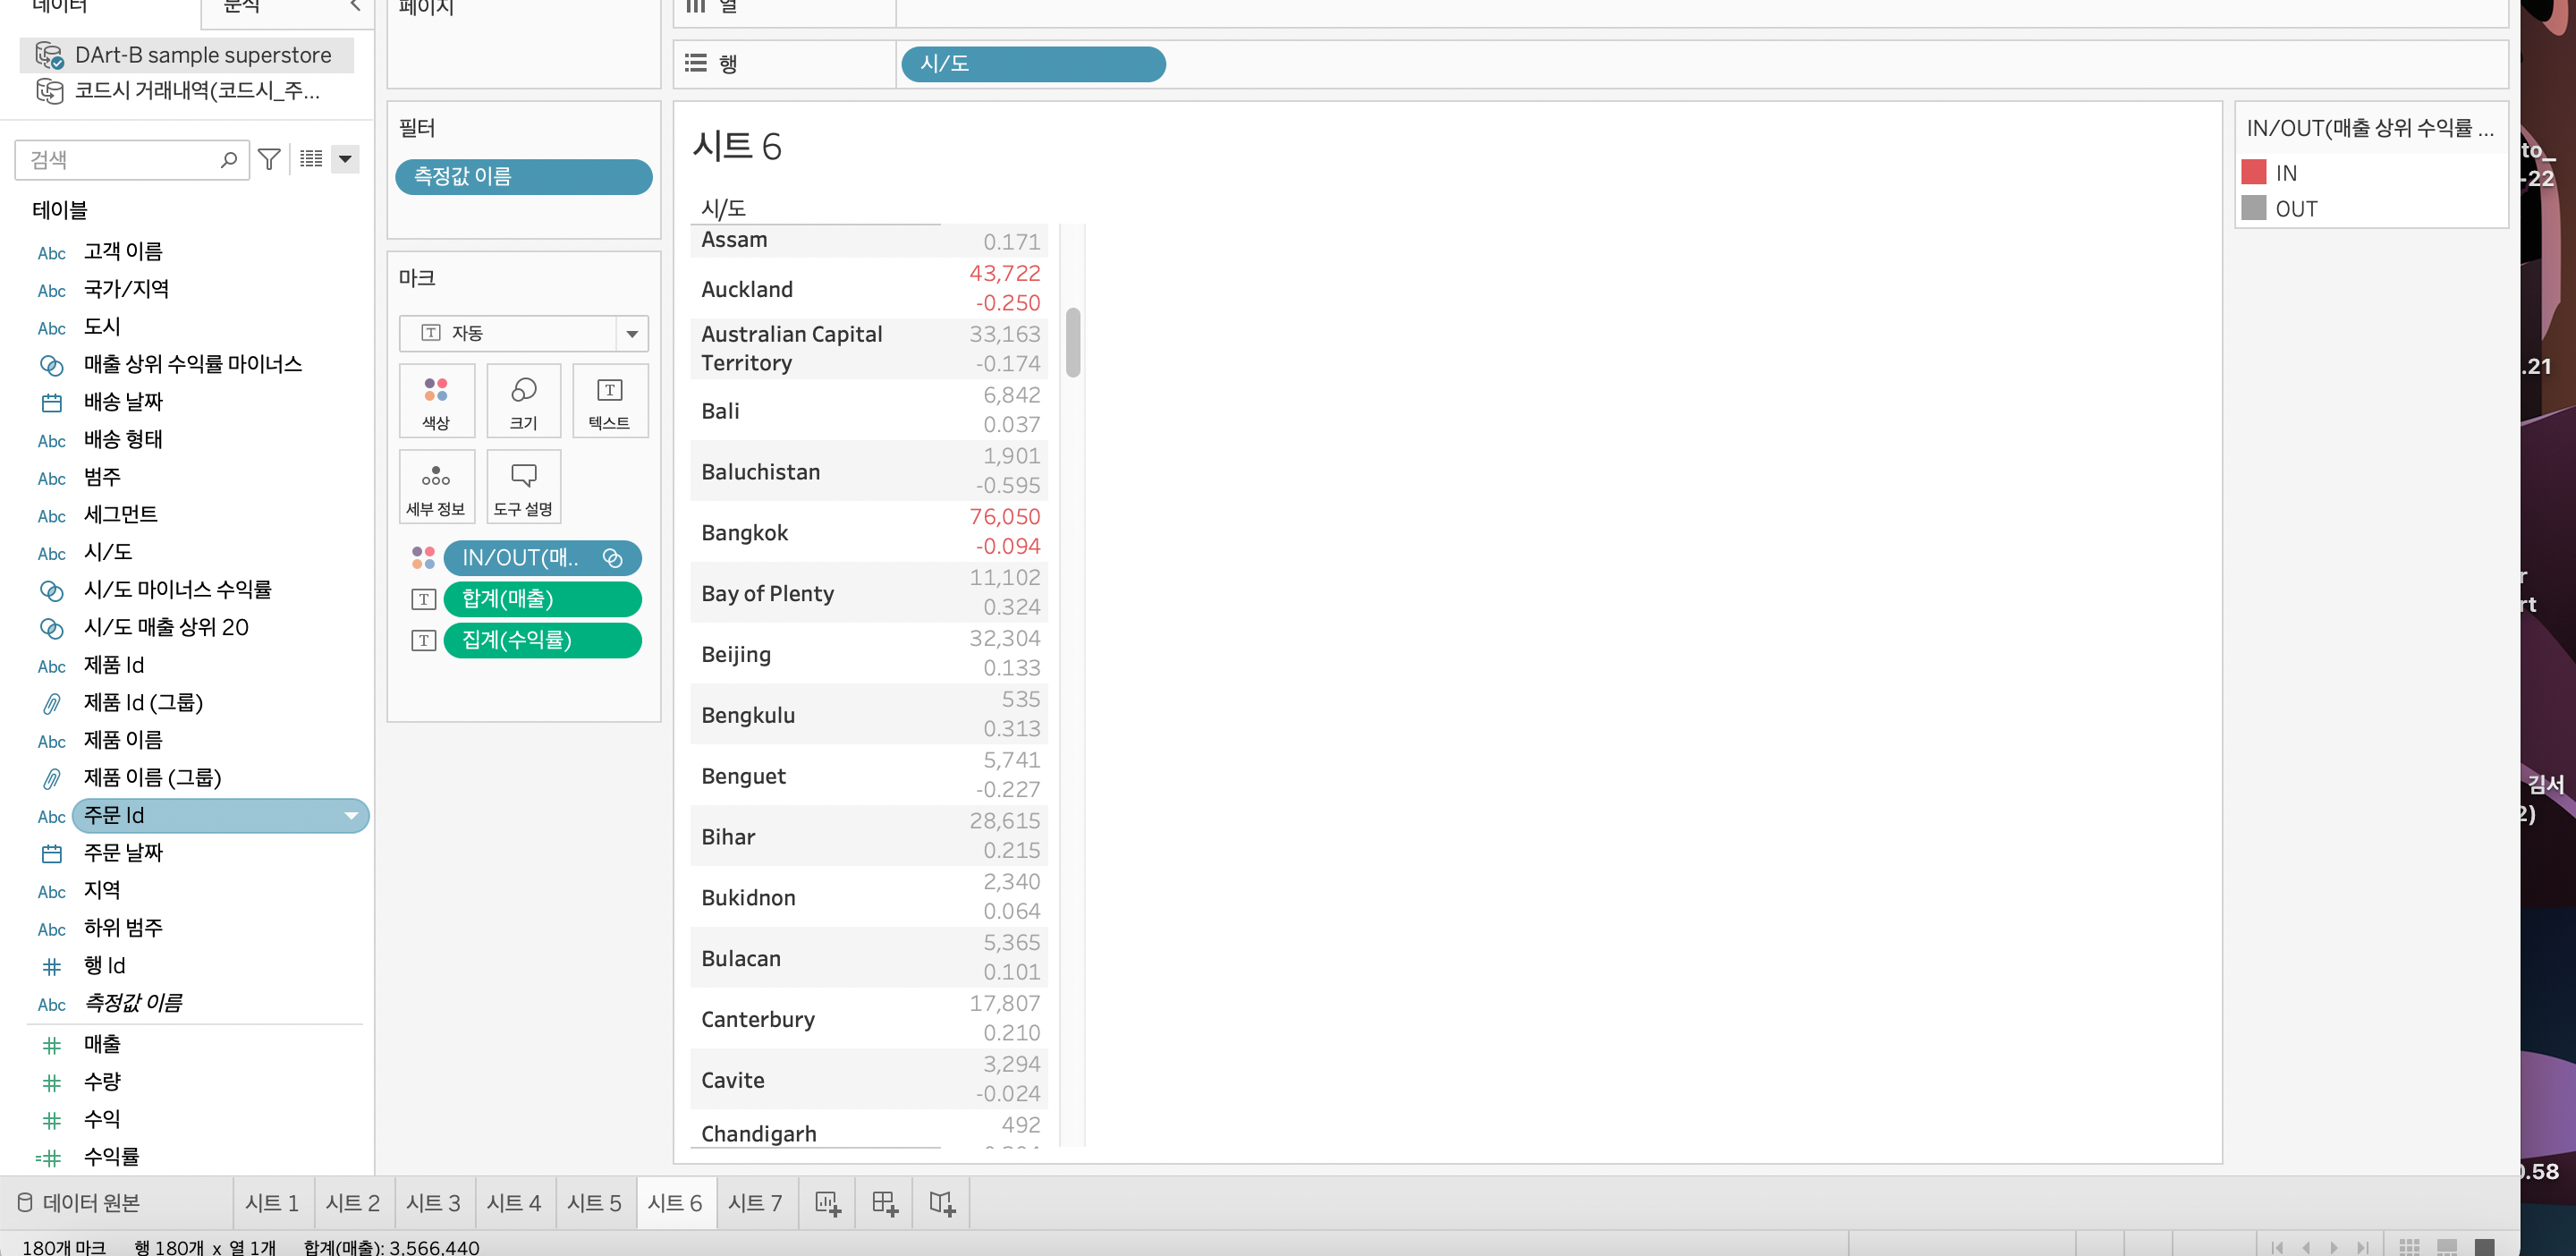 데이터
분석
DArt-B sample superstore
코드시 거래내역(코드시_주...
검색
테이블
Abc 고객 이름
Abc 국가/지역
Abc 도시
매출 상위 수익률 마이너스
배송 날짜
Abc 배송 형태
Abc 범주
Abc 세그먼트
Abc 시/도
시/도 마이너스 수익률
시/도 매출 상위 20
Abc 제품 Id
제품 Id (그룹)
Abc 제품 이름
제품 이름 (그룹)
Abc 주문 Id
주문 날짜
Abc 지역
Abc 하위 범주
행 Id
Abc 측정값 이름
매출
수량
수익
수익률
페이지
필터
측정값 이름
마크
자동
색상
크기
텍스트
세부 정보
도구 설명
IN/OUT(매..
합계(매출)
집계(수익률)
열
행
시/도
시트 6
시/도
Assam 0.171
Auckland 43,722
-0.250
Australian Capital Territory 33,163
-0.174
Bali 6,842
0.037
Baluchistan 1,901
-0.595
Bangkok 76,050
-0.094
Bay of Plenty 11,102
0.324
Beijing 32,304
0.133
Bengkulu 535
0.313
Benguet 5,741
-0.227
Bihar 28,615
0.215
Bukidnon 2,340
0.064
Bulacan 5,365
0.101
Canterbury 17,807
0.210
Cavite 3,294
-0.024
Chandigarh 492
IN/OUT(매출 상위 수익률 ...
IN
OUT
to_
-22
.21
r
rt
김서
2)
0.58
데이터 원본
시트 1
시트 2
시트 3
시트 4
시트 5
시트 6
시트 7
180개 마크
행 180개 x 열 1개
합계(매출): 3,566,440